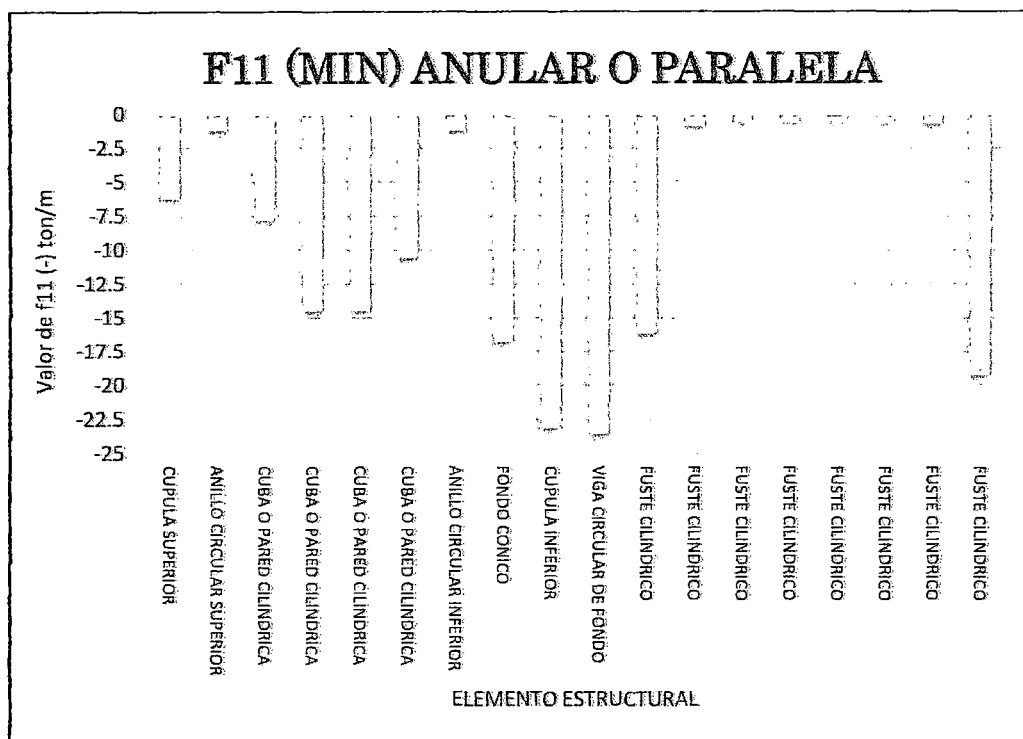 F11 (MIN) ANULAR O PARALELA
Valor de f11 (-) ton/m
0
-2.5
-5
-7.5
-10
-12.5
-15
-17.5
-20
-22.5
-25
CUPULA SUPERIOR
ANILLO CIRCULAR SUPERIOR
CUBA O PARED CILINDRICA
CUBA O PARED CILINDRICA
CUBA O PARED CILINDRICA
CUBA O PARED CILINDRICA
ANILLO CIRCULAR INFERIOR
FONDO CONICO
CUPULA INFERIOR
VIGA CIRCULAR DE FONDO
FUSTE CILINDRICO
FUSTE CILINDRICO
FUSTE CILINDRICO
FUSTE CILINDRICO
FUSTE CILINDRICO
FUSTE CILINDRICO
FUSTE CILINDRICO
ELEMENTO ESTRUCTURAL